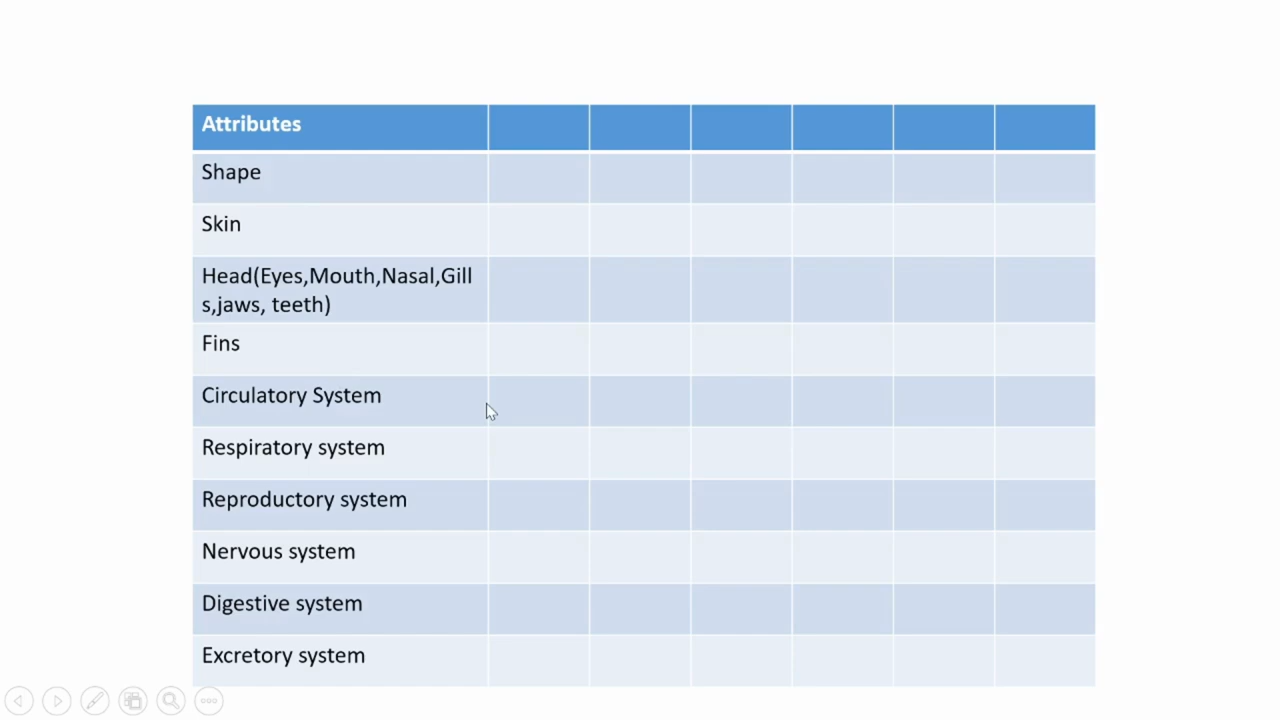 Attributes
Shape
Skin
Head(Eyes,Mouth,Nasal,Gill
s,jaws, teeth)
Fins
Circulatory System
Respiratory system
Reproductory system
Nervous system
Digestive system
Excretory system